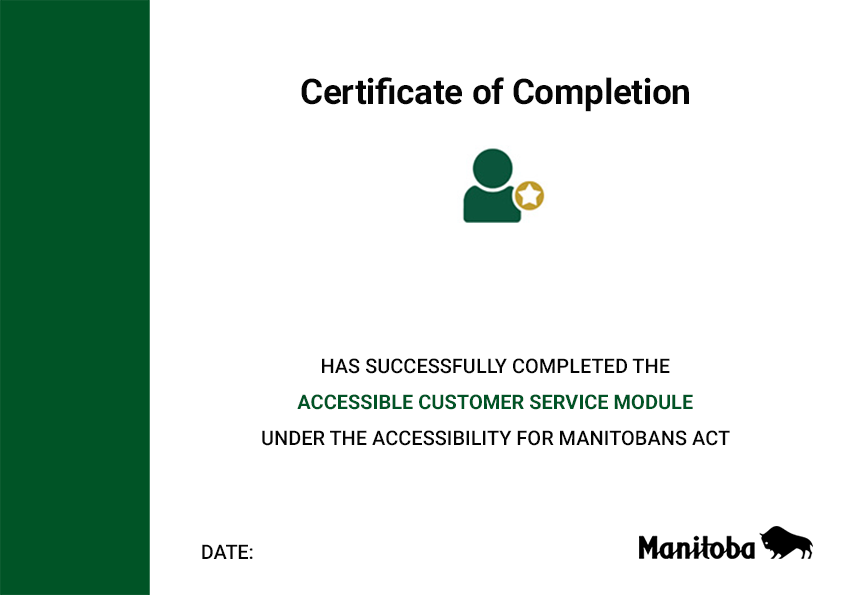 Certificate of Completion
HAS SUCCESSFULLY COMPLETED THE
ACCESSIBLE CUSTOMER SERVICE MODULE
UNDER THE ACCESSIBILITY FOR MANITOBANS ACT
DATE:
Manitoba